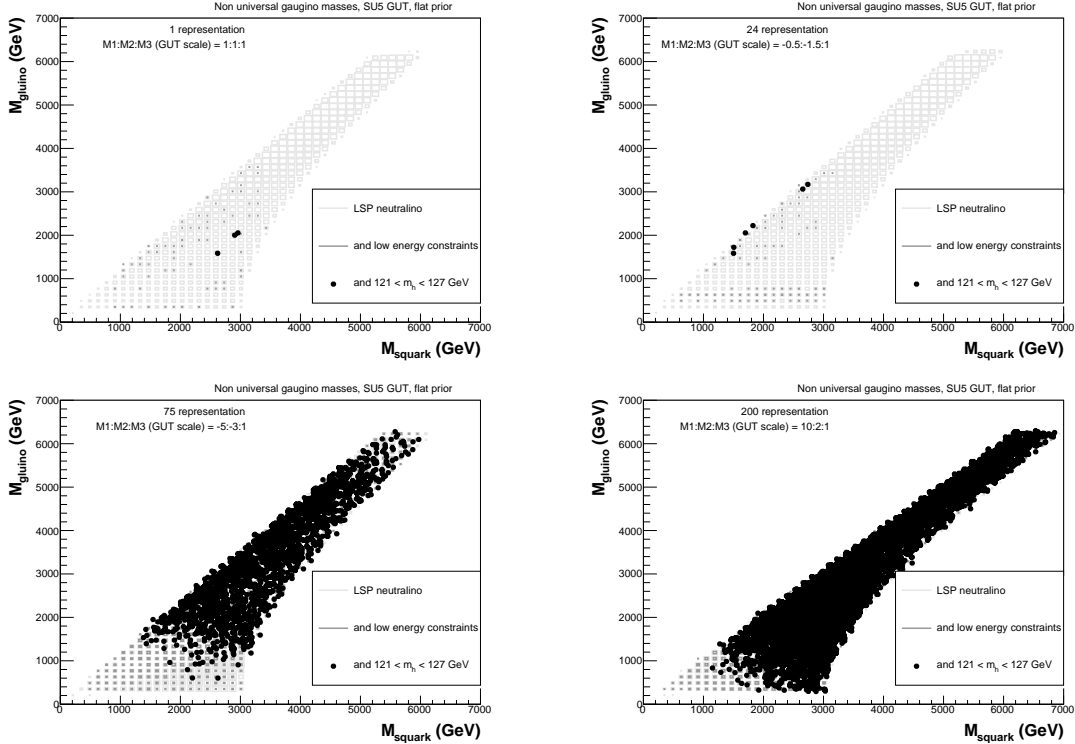 Non universal gaugino masses, SU5 GUT, flat prior
1 representation
M1:M2:M3 (GUT scale) = 1:1:1
M_gluino (GeV)
7000
6000
5000
4000
3000
2000
1000
0
LSP neutralino
and low energy constraints
and 121 < m_h < 127 GeV
0 1000 2000 3000 4000 5000 6000 7000
M_squark (GeV)
Non universal gaugino masses, SU5 GUT, flat prior
24 representation
M1:M2:M3 (GUT scale) = -0.5:-1.5:1
M_gluino (GeV)
7000
6000
5000
4000
3000
2000
1000
0
LSP neutralino
and low energy constraints
and 121 < m_h < 127 GeV
0 1000 2000 3000 4000 5000 6000 7000
M_squark (GeV)
Non universal gaugino masses, SU5 GUT, flat prior
75 representation
M1:M2:M3 (GUT scale) = -5:-3:1
M_gluino (GeV)
7000
6000
5000
4000
3000
2000
1000
0
LSP neutralino
and low energy constraints
and 121 < m_h < 127 GeV
0 1000 2000 3000 4000 5000 6000 7000
M_squark (GeV)
Non universal gaugino masses, SU5 GUT, flat prior
200 representation
M1:M2:M3 (GUT scale) = 10:2:1
M_gluino (GeV)
7000
6000
5000
4000
3000
2000
1000
0
LSP neutralino
and low energy constraints
and 121 < m_h < 127 GeV
0 1000 2000 3000 4000 5000 6000 7000
M_squark (GeV)